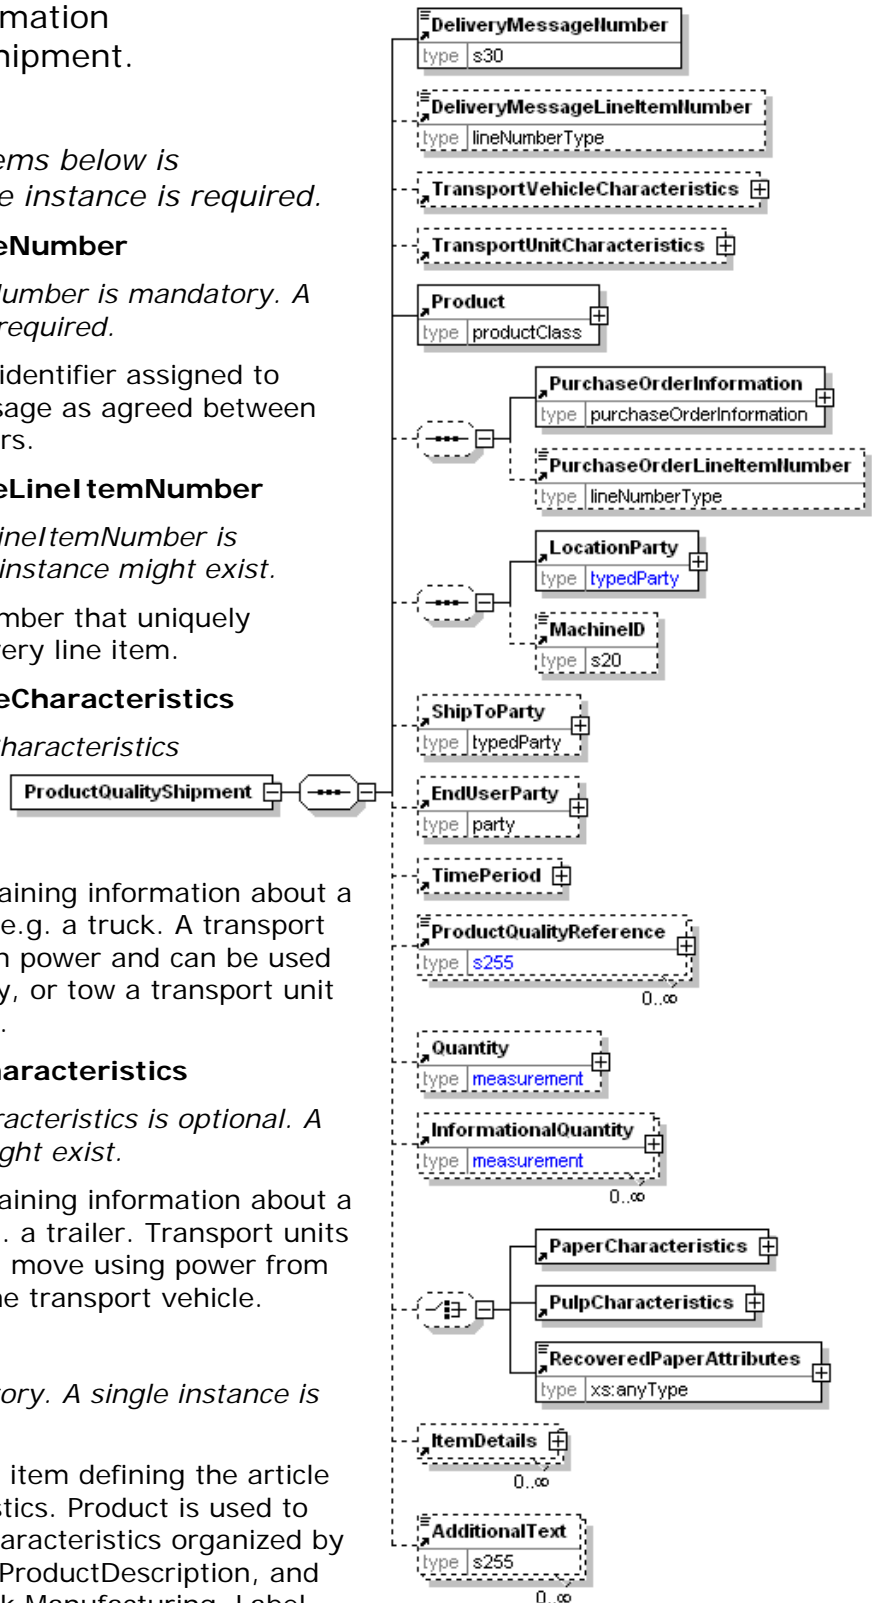 rmation
hipment.
ems below is
e instance is required.
eNumber
Number is mandatory. A
required.
identifier assigned to
sage as agreed between
rs.
eLineItemNumber
ineItemNumber is
instance might exist.
mber that uniquely
very line item.
eCharacteristics
Characteristics
aining information about a
e.g. a truck. A transport
n power and can be used
y, or tow a transport unit
.
haracteristics
racteristics is optional. A
ght exist.
aining information about a
. a trailer. Transport units
move using power from
ne transport vehicle.
ory. A single instance is
item defining the article
stics. Product is used to
haracteristics organized by
ProductDescription, and
k Manufacturing, Label
ProductQualityShipment
DeliveryMessageNumber
type s30
DeliveryMessageLineItemNumber
type lineNumberType
TransportVehicleCharacteristics
TransportUnitCharacteristics
Product
type productClass
PurchaseOrderInformation
type purchaseOrderInformation
PurchaseOrderLineItemNumber
type lineNumberType
LocationParty
type typedParty
MachineID
type s20
ShipToParty
type typedParty
EndUserParty
type party
TimePeriod
ProductQualityReference
type s255
0..∞
Quantity
type measurement
InformationalQuantity
type measurement
0..∞
PaperCharacteristics
PulpCharacteristics
RecoveredPaperAttributes
type xs:anyType
ItemDetails
0..∞
AdditionalText
type s255
0..∞